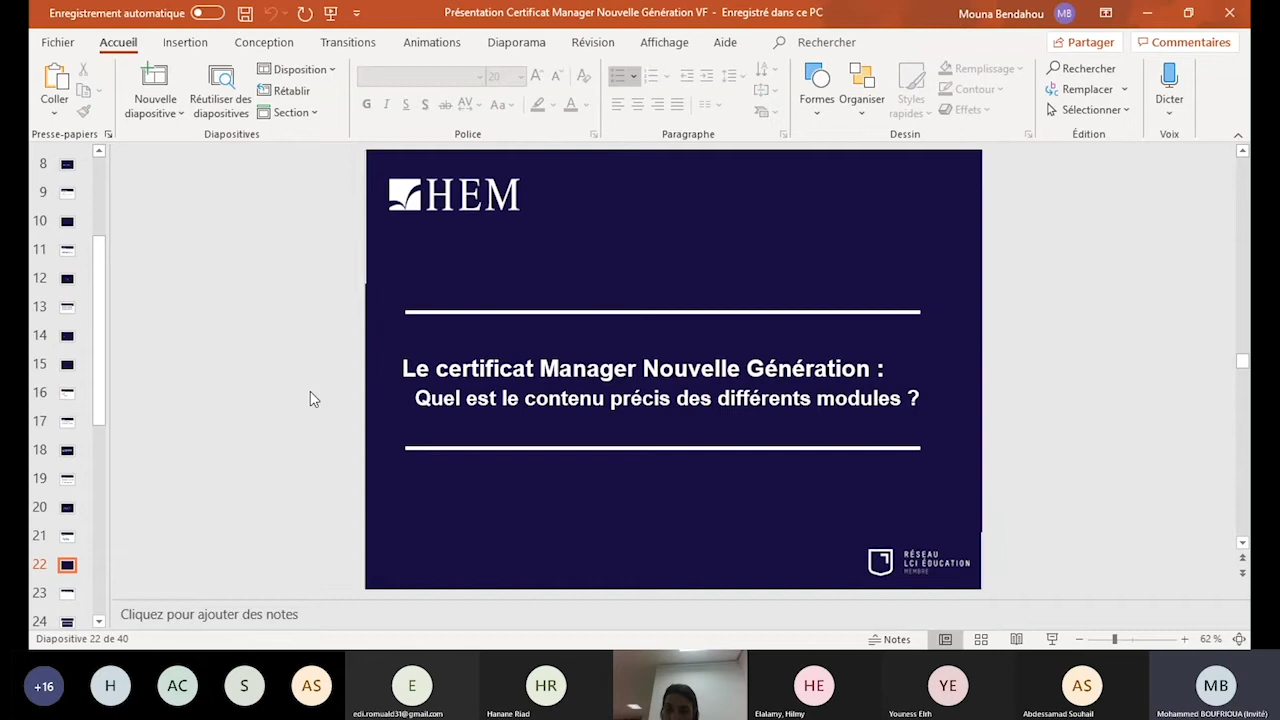 Enregistrement automatique
Présentation Certificat Manager Nouvelle Génération VF - Enregistré dans ce PC
Mouna Bendahou
MB
Fichier
Accueil
Insertion
Conception
Transitions
Animations
Diaporama
Révision
Affichage
Aide
Rechercher
Partager
Commentaires
Coller
Presse-papiers
Nouvelle
diapositive
Réutiliser des
diapositives
Disposition
Rétablir
Section
Diapositives
20
G
I
S
S
ab
AV
Aa
A
Police
Paragraphe
Formes
Organiser
Styles
rapides
Remplissage
Contour
Effets
Dessin
Rechercher
Remplacer
Sélectionner
Édition
Dicter
Voix
8
9
10
11
12
13
14
15
16
17
18
19
20
21
22
23
24
HEM
Le certificat Manager Nouvelle Génération :
Quel est le contenu précis des différents modules ?
RÉSEAU
LCI ÉDUCATION
MEMBRE
Cliquez pour ajouter des notes
Diapositive 22 de 40
Notes
62 %
+16
H
AC
S
AS
E
edi.romuald31@gmail.com
HR
Hanane Riad
HE
Elalamy, Hilmy
YE
Youness Elrh
AS
Abdessamad Souhail
MB
Mohammed BOUFRIOUA (Invité)